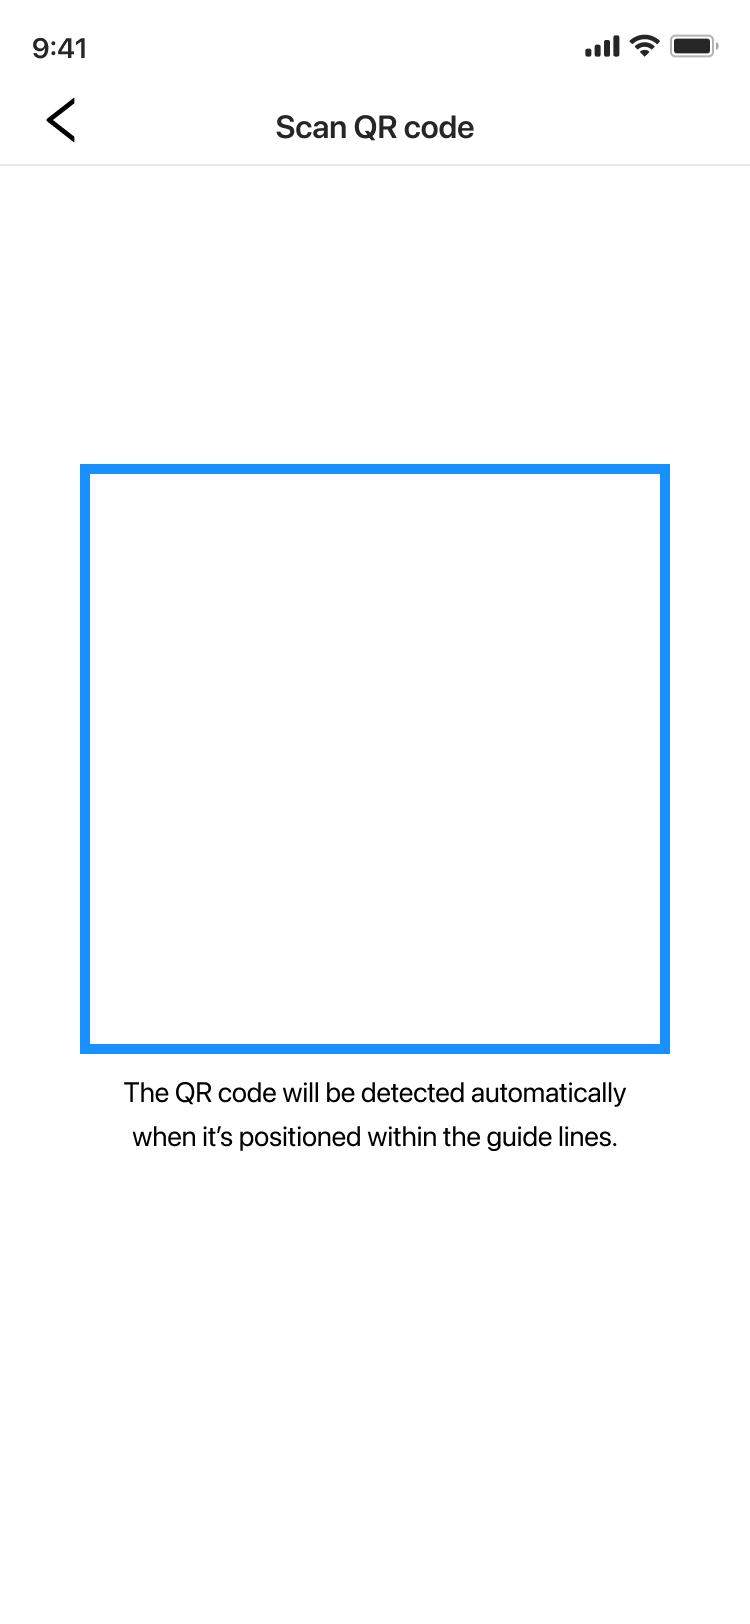 9:41
Scan QR code
The QR code will be detected automatically
when it’s positioned within the guide lines.